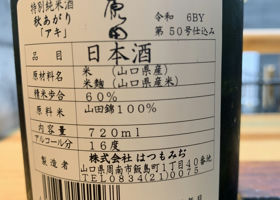 特別純米酒
秋あがり
「アキ」
原田
令和 6BY
第50号仕込み
品目 日本酒
原材料名 米（山口県産）
米麹（山口県産米）
精米歩合 60％
原料米 山田錦100％
内容量 720ml
アルコール分 16度
製造者 株式会社はつもみぢ
山口県周南市飯島町1丁目40番地
TEL0834(21)0075